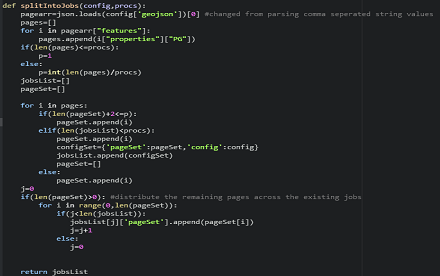 def splitIntoJobs(config,procs):
    pagearr=json.loads(config['geojson'])[0] #changed from parsing comma seperated string values
    pages=[]
    for i in pagearr["features"]:
        pages.append(i["properties"]["PG"])
    if(len(pages)<=procs):
        p=1
    else:
        p=int(len(pages)/procs)
    jobsList=[]
    pageSet=[]

    for i in pages:
        if(len(pageSet)+2<=p):
            pageSet.append(i)
        elif(len(jobsList)<procs):
            pageSet.append(i)
            configSet={'pageSet':pageSet,'config':config}
            jobsList.append(configSet)
            pageSet=[]
        else:
            pageSet.append(i)
    j=0
    if(len(pageSet)>0): #distribute the remaining pages across the existing jobs
        for i in range(0,len(pageSet)):
            if(j<len(jobsList)):
                jobsList[j]['pageSet'].append(pageSet[i])
                j=j+1
            else:
                j=0

    return jobsList